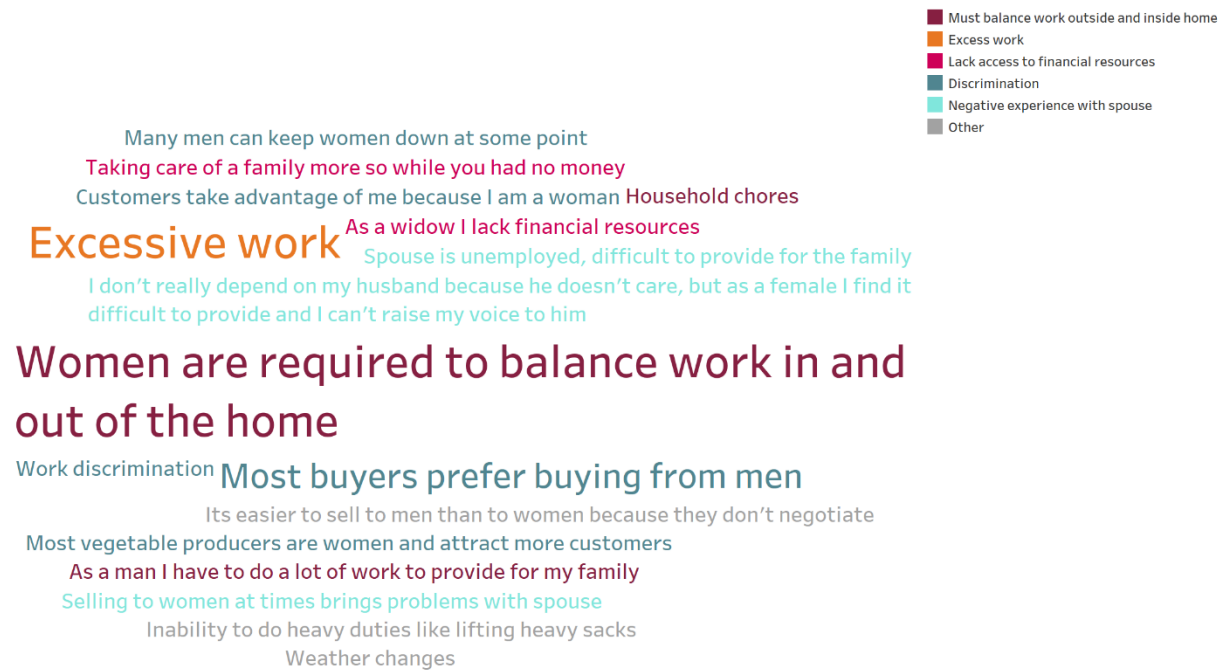 Must balance work outside and inside home
Excess work
Lack access to financial resources
Discrimination
Negative experience with spouse
Other
Many men can keep women down at some point
Taking care of a family more so while you had no money
Customers take advantage of me because I am a woman Household chores
Excessive work As a widow I lack financial resources
Spouse is unemployed, difficult to provide for the family
I don't really depend on my husband because he doesn't care, but as a female I find it
difficult to provide and I can't raise my voice to him
Women are required to balance work in and
out of the home
Work discrimination Most buyers prefer buying from men
Its easier to sell to men than to women because they don't negotiate
Most vegetable producers are women and attract more customers
As a man I have to do a lot of work to provide for my family
Selling to women at times brings problems with spouse
Inability to do heavy duties like lifting heavy sacks
Weather changes